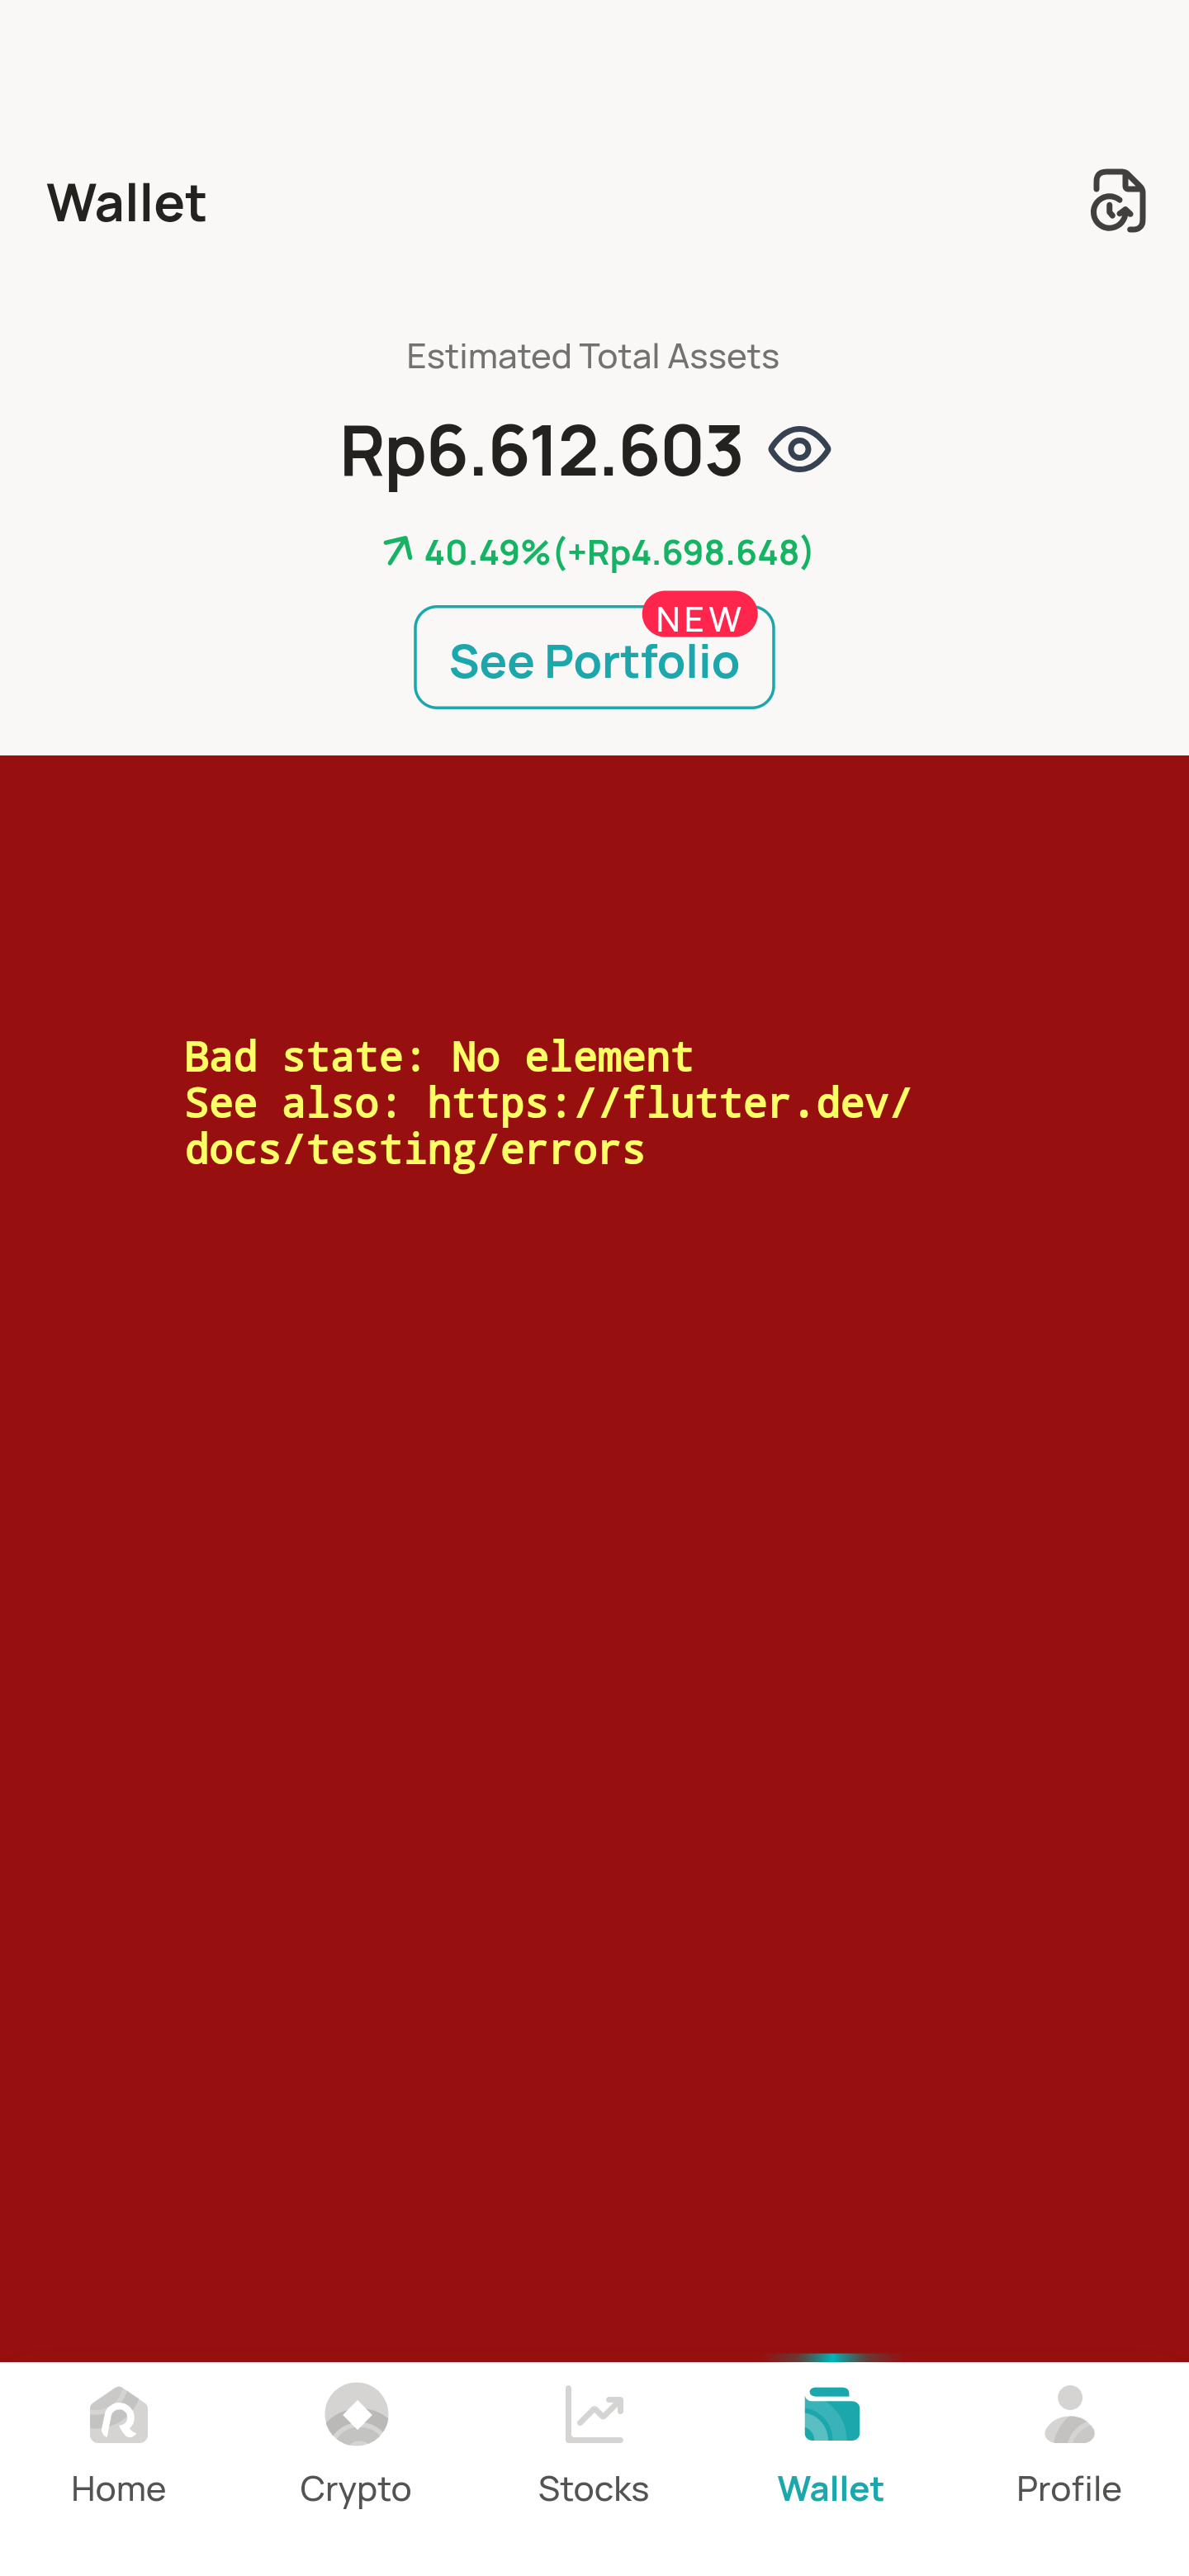 Wallet
Estimated Total Assets
Rp6.612.603
40.49%(+Rp4.698.648)
NEW
See Portfolio
Bad state: No element
See also: https://flutter.dev/
docs/testing/errors
Home Crypto Stocks Wallet Profile